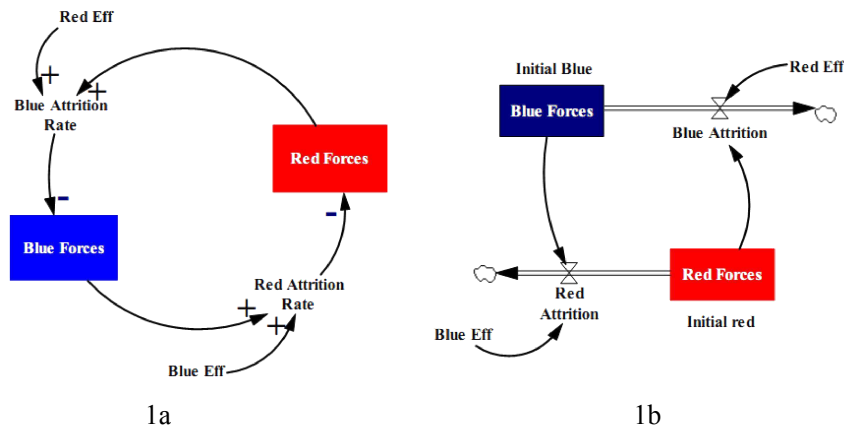 Red Eff
+
+
Blue Attrition
Rate
Red Forces
-
-
Blue Forces
Red Attrition
Rate
+
+
Blue Eff
1a
Initial Blue
Red Eff
Blue Forces
Blue Attrition
Red Forces
Red
Attrition
Initial red
Blue Eff
1b